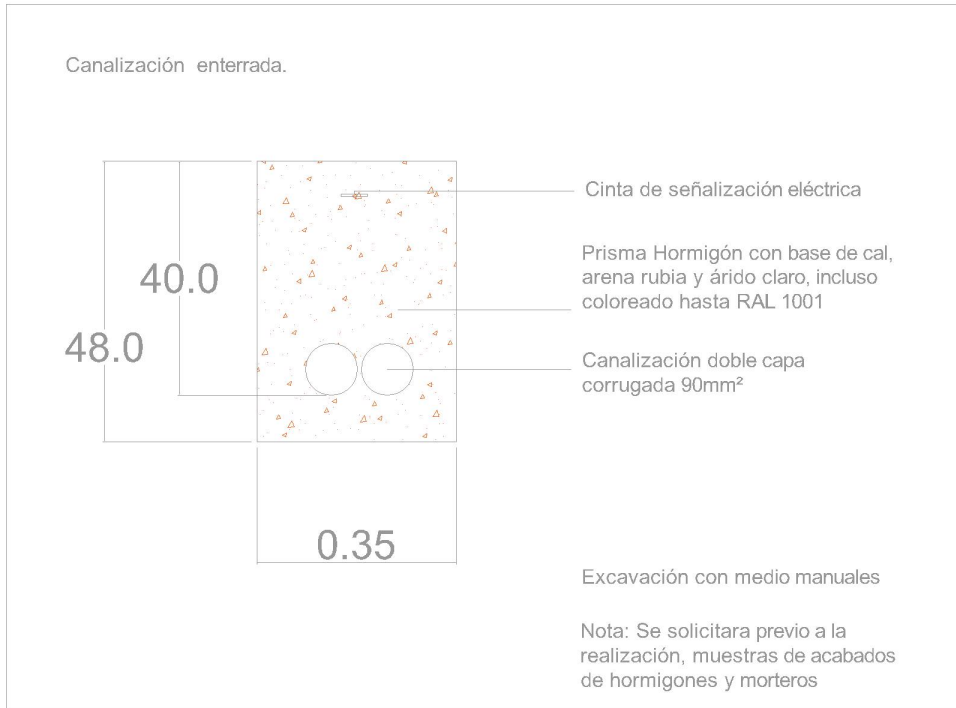 Canalización enterrada.
Cinta de señalización eléctrica
Prisma Hormigón con base de cal,
arena rubia y árido claro, incluso
coloreado hasta RAL 1001
40.0
48.0
Canalización doble capa
corrugada 90mm²
0.35
Excavación con medio manuales
Nota: Se solicitara previo a la
realización, muestras de acabados
de hormigones y morteros